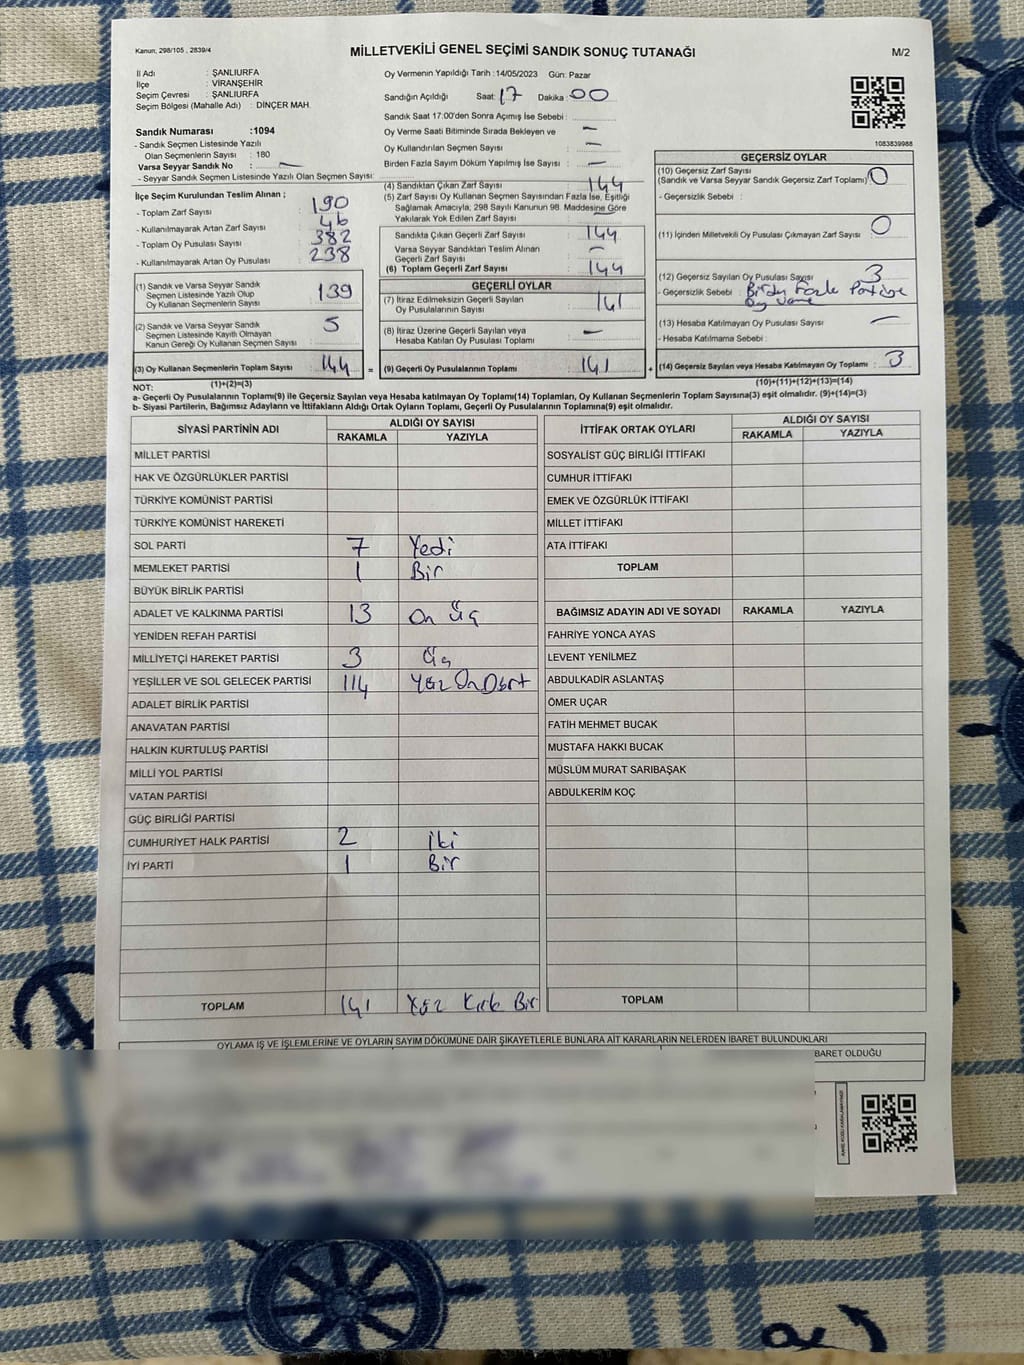 Kanun; 298/105 , 2839/4
MİLLETVEKİLİ GENEL SEÇİMİ SANDIK SONUÇ TUTANAĞI
M/2
İl Adı : ŞANLIURFA
İlçe : VİRANŞEHİR
Seçim Çevresi : ŞANLIURFA
Seçim Bölgesi (Mahalle Adı) : DİNÇER MAH.
Sandık Numarası :1094
- Sandık Seçmen Listesinde Yazılı
Olan Seçmenlerin Sayısı : 180
Varsa Seyyar Sandık No : —
- Seyyar Sandık Seçmen Listesinde Yazılı Olan Seçmen Sayısı:
Oy Vermenin Yapıldığı Tarih :14/05/2023 Gün: Pazar
Sandığın Açıldığı Saat: 17 Dakika: 00
Sandık Saat 17:00'den Sonra Açımış İse Sebebi :
Oy Verme Saati Bitiminde Sırada Bekleyen ve —
Oy Kullandırılan Seçmen Sayısı : —
Birden Fazla Sayım Döküm Yapılmış İse Sayısı : —
1083839988
İlçe Seçim Kurulundan Teslim Alınan ;
- Toplam Zarf Sayısı : 190
- Kullanılmayarak Artan Zarf Sayısı : 46
- Toplam Oy Pusulası Sayısı : 382
- Kullanılmayarak Artan Oy Pusulası : 238
(1) Sandık ve Varsa Seyyar Sandık
Seçmen Listesinde Yazılı Olup
Oy Kullanan Seçmenlerin Sayısı : 139
(2) Sandık ve Varsa Seyyar Sandık
Seçmen Listesinde Kayıtlı Olmayan
Kanun Gereği Oy Kullanan Seçmen Sayısı : 5
(3) Oy Kullanan Seçmenlerin Toplam Sayısı : 144 =
(4) Sandıktan Çıkan Zarf Sayısı : 144
(5) Zarf Sayısı Oy Kullanan Seçmen Sayısından Fazla İse, Eşitliği
Sağlamak Amacıyla, 298 Sayılı Kanunun 98. Maddesine Göre
Yakılarak Yok Edilen Zarf Sayısı : —
Sandıkta Çıkan Geçerli Zarf Sayısı : 144
Varsa Seyyar Sandıktan Teslim Alınan
Geçerli Zarf Sayısı : —
(6) Toplam Geçerli Zarf Sayısı : 144
GEÇERLİ OYLAR
(7) İtiraz Edilmeksizin Geçerli Sayılan
Oy Pusulasının Sayısı : 141
(8) İtiraz Üzerine Geçerli Sayılan veya
Hesaba Katılan Oy Pusulası Toplamı : —
(9) Geçerli Oy Pusulalarının Toplamı : 141 +
GEÇERSİZ OYLAR
(10) Geçersiz Zarf Sayısı
(Sandık ve Varsa Seyyar Sandık Geçersiz Zarf Toplamı): 0
- Geçersizlik Sebebi :
(11) İçinden Milletvekili Oy Pusulası Çıkmayan Zarf Sayısı : 0
(12) Geçersiz Sayılan Oy Pusulası Sayısı : 3
- Geçersizlik Sebebi : Birden Fazla Partiye
Oy
(13) Hesaba Katılmayan Oy Pusulası Sayısı : —
- Hesaba Katılmama Sebebi :
(14) Geçersiz Sayılan veya Hesaba Katılmayan Oy Toplamı : 3
NOT: (1)+(2)=(3) (10)+(11)+(12)+(13)=(14)
a- Geçerli Oy Pusulalarının Toplamı(9) ile Geçersiz Sayılan veya Hesaba katılmayan Oy Toplamı(14) Toplamları, Oy Kullanan Seçmenlerin Toplam Sayısına(3) eşit olmalıdır. (9)+(14)=(3)
b- Siyasi Partilerin, Bağımsız Adayların ve İttifakların Aldığı Ortak Oyların Toplamı, Geçerli Oy Pusulalarının Toplamına(9) eşit olmalıdır.
SİYASİ PARTİNİN ADI ALDIĞI OY SAYISI
RAKAMLA YAZIYLA
MİLLET PARTİSİ
HAK VE ÖZGÜRLÜKLER PARTİSİ
TÜRKİYE KOMÜNİST PARTİSİ
TÜRKİYE KOMÜNİST HAREKETİ
SOL PARTİ 7 Yedi
MEMLEKET PARTİSİ 1 Bir
BÜYÜK BİRLİK PARTİSİ
ADALET VE KALKINMA PARTİSİ 13 On Üç
YENİDEN REFAH PARTİSİ
MİLLİYETÇİ HAREKET PARTİSİ 3 Üç
YEŞİLLER VE SOL GELECEK PARTİSİ 114 Yüz On Dört
ADALET BİRLİK PARTİSİ
ANAVATAN PARTİSİ
HALKIN KURTULUŞ PARTİSİ
MİLLİ YOL PARTİSİ
VATAN PARTİSİ
GÜÇ BİRLİĞİ PARTİSİ
CUMHURİYET HALK PARTİSİ 2 iki
İYİ PARTİ 1 Bir
TOPLAM 141 Yüz Kırk Bir
İTTİFAK ORTAK OYLARI ALDIĞI OY SAYISI
RAKAMLA YAZIYLA
SOSYALİST GÜÇ BİRLİĞİ İTTİFAKI
CUMHUR İTTİFAKI
EMEK VE ÖZGÜRLÜK İTTİFAKI
MİLLET İTTİFAKI
ATA İTTİFAKI
TOPLAM
BAĞIMSIZ ADAYIN ADI VE SOYADI RAKAMLA YAZIYLA
FAHRİYE YONCA AYAS
LEVENT YENİLMEZ
ABDULKADİR ASLANTAŞ
ÖMER UÇAR
FATİH MEHMET BUCAK
MUSTAFA HAKKI BUCAK
MÜSLÜM MURAT SARIBAŞAK
ABDULKERİM KOÇ
TOPLAM
OYLAMA İŞ VE İŞLEMLERİNE VE OYLARIN SAYIM DÖKÜMÜNE DAİR ŞİKAYETLERLE BUNLARA AİT KARARLARIN NELERDEN İBARET BULUNDUKLARI
BARET OLDUĞU